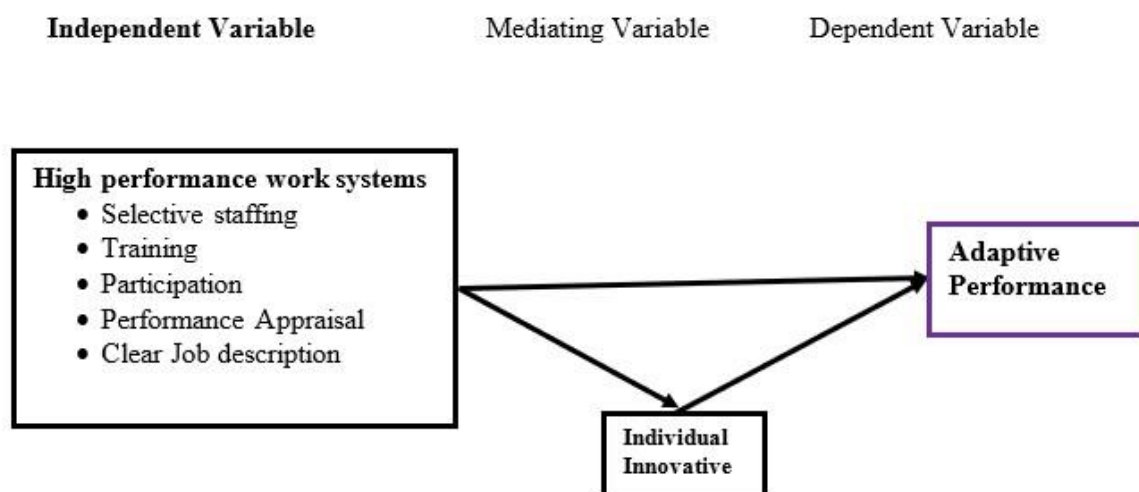 Independent Variable Mediating Variable Dependent Variable
High performance work systems
• Selective staffing
• Training
• Participation
• Performance Appraisal
• Clear Job description
Adaptive
Performance
Individual
Innovative